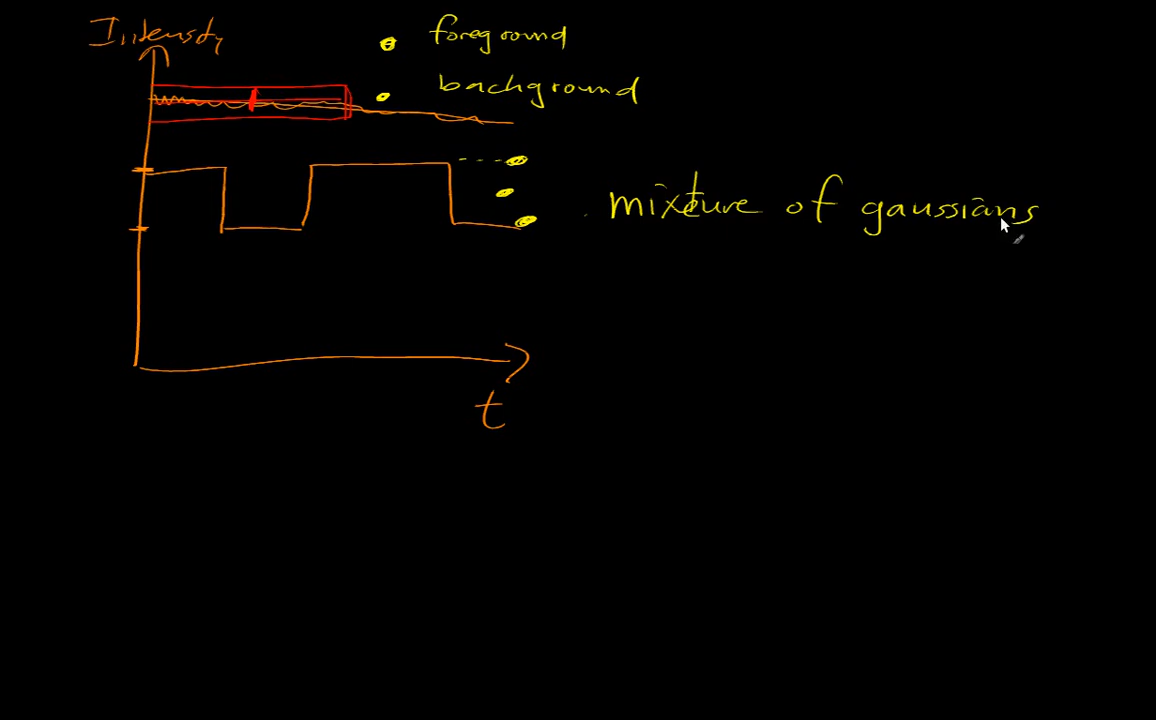 Intensity
foreground
background
mixture of gaussians
t